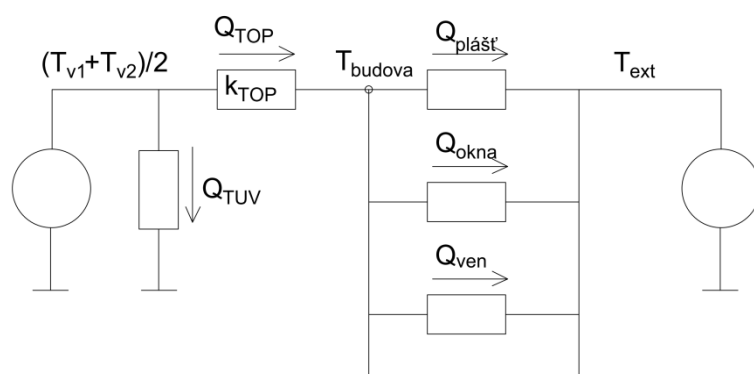 Q_TOP
(T_v1+T_v2)/2
k_TOP
Q_TUV
T_budova
Q_plášť
T_ext
Q_okna
Q_ven